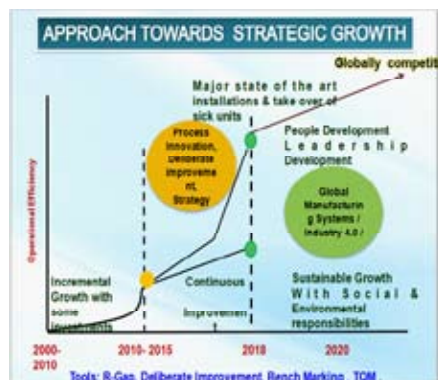 APPROACH TOWARDS STRATEGIC GROWTH
Globally competit
Major state of the art
installations & take over of
sick units
Process
Innovation,
Deliberate
Improveme
nt,
Strategy
People Development
Leadership
Development
Global
Manufacturin
g Systems /
Industry 4.0 /
Operational Efficiency
Incremental
Growth with
some
investments
Continuous
Improvemen
Sustainable Growth
With Social &
Environmental
responsibilities
2000-
2010
2010-2015
2018
2020
Tools: R-Gap, Deliberate Improvement, Bench Marking, TQM,